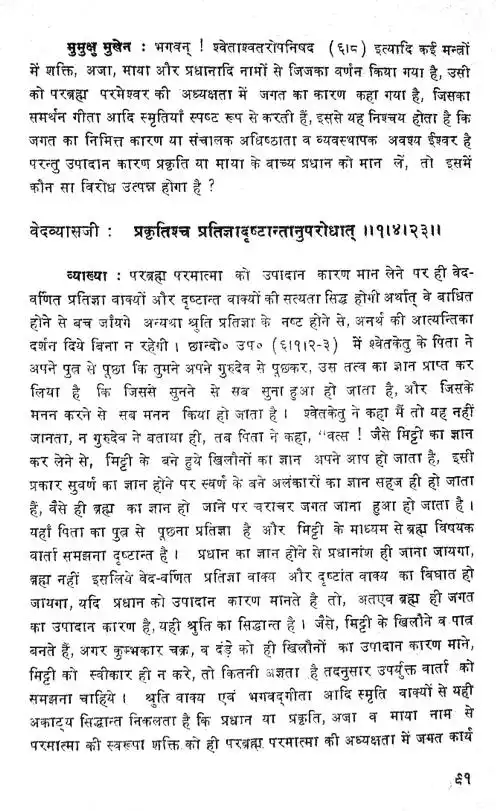 मुमुक्षु मुखेन : भगवन् ! श्वेताश्वतरोपनिषद (६।८) इत्यादि कई मन्त्रों
में शक्ति, अजा, माया और प्रधानादि नामों से जिजका वर्णन किया गया है, उसी
को परब्रह्म परमेश्वर की अध्यक्षता में जगत का कारण कहा गया है, जिसका
समर्थन गीता आदि स्मृतियाँ स्पष्ट रूप से करती हैं, इससे यह निश्चय होता है कि
जगत का निमित्त कारण या संचालक अधिष्ठाता व व्यवस्थापक अवश्य ईश्वर है
परन्तु उपादान कारण प्रकृति या माया के वाच्य प्रधान को मान लें, तो इसमें
कौन सा विरोध उत्पन्न होगा है ?
वेदव्यासजी : प्रकृतिश्च प्रतिज्ञादृष्टान्तानुपरोधात् ॥१।४।२३॥
व्याख्या : परब्रह्म परमात्मा को उपादान कारण मान लेने पर ही वेद-
वर्णित प्रतिज्ञा वाक्यों और दृष्टान्त वाक्यों की सत्यता सिद्ध होगी अर्थात् वे बाधित
होने से बच जाँयगे अन्यथा श्रुति प्रतिज्ञा के नष्ट होने से, अनर्थ की आत्यन्तिका
दर्शन दिये बिना न रहेगी । छान्दो० उप० (६।१।२-३) में श्वेतकेतु के पिता ने
अपने पुत्र से पूछा कि तुमने अपने गुरुदेव से पूछकर, उस तत्व का ज्ञान प्राप्त कर
लिया है कि जिससे सुनने से सब सुना हुआ हो जाता है, और जिसके
मनन करने से सब मनन किया हो जाता है । श्वेतकेतु ने कहा मैं तो यह नहीं
जानता, न गुरुदेव ने बताया ही, तब पिता ने कहा, "वत्स ! जैसे मिट्टी का ज्ञान
कर लेने से, मिट्टी के बने हुये खिलौनों का ज्ञान अपने आप हो जाता है, इसी
प्रकार सुवर्ण का ज्ञान होने पर स्वर्ण के बने अलंकारों का ज्ञान सहज ही हो जाता
हैं, वैसे ही ब्रह्म का ज्ञान हो जाने पर चराचर जगत जाना हुआ हो जाता है ।
यहाँ पिता का पुत्र से पूछना प्रतिज्ञा है और मिट्टी के माध्यम से ब्रह्म विषयक
वार्ता समझना दृष्टान्त है । प्रधान का ज्ञान होने से प्रधानांश ही जाना जायगा,
ब्रह्म नहीं इसलिये वेद-वर्णित प्रतिज्ञा वाक्य और दृष्टांत वाक्य का विघात हो
जायगा, यदि प्रधान को उपादान कारण मानते है तो, अतएव ब्रह्म ही जगत
का उपादान कारण है, यही श्रुति का सिद्धान्त है । जैसे, मिट्टी के खिलौने व पात्र
बनते हैं, अगर कुम्भकार चक्र, व दंड़े को ही खिलौनों का उपादान कारण माने,
मिट्टी को स्वीकार ही न करे, तो कितनी अज्ञता है तदनुसार उपर्युक्त वार्ता को
समझना चाहिये । श्रुति वाक्य एवं भगवद्गीता आदि स्मृति वाक्यों से यही
अकाट्य सिद्धान्त निकलता है कि प्रधान या प्रकृति, अजा व माया नाम से
परमात्मा की स्वरूपा शक्ति को ही परब्रह्म परमात्मा की अध्यक्षता में जगत कार्य
६१